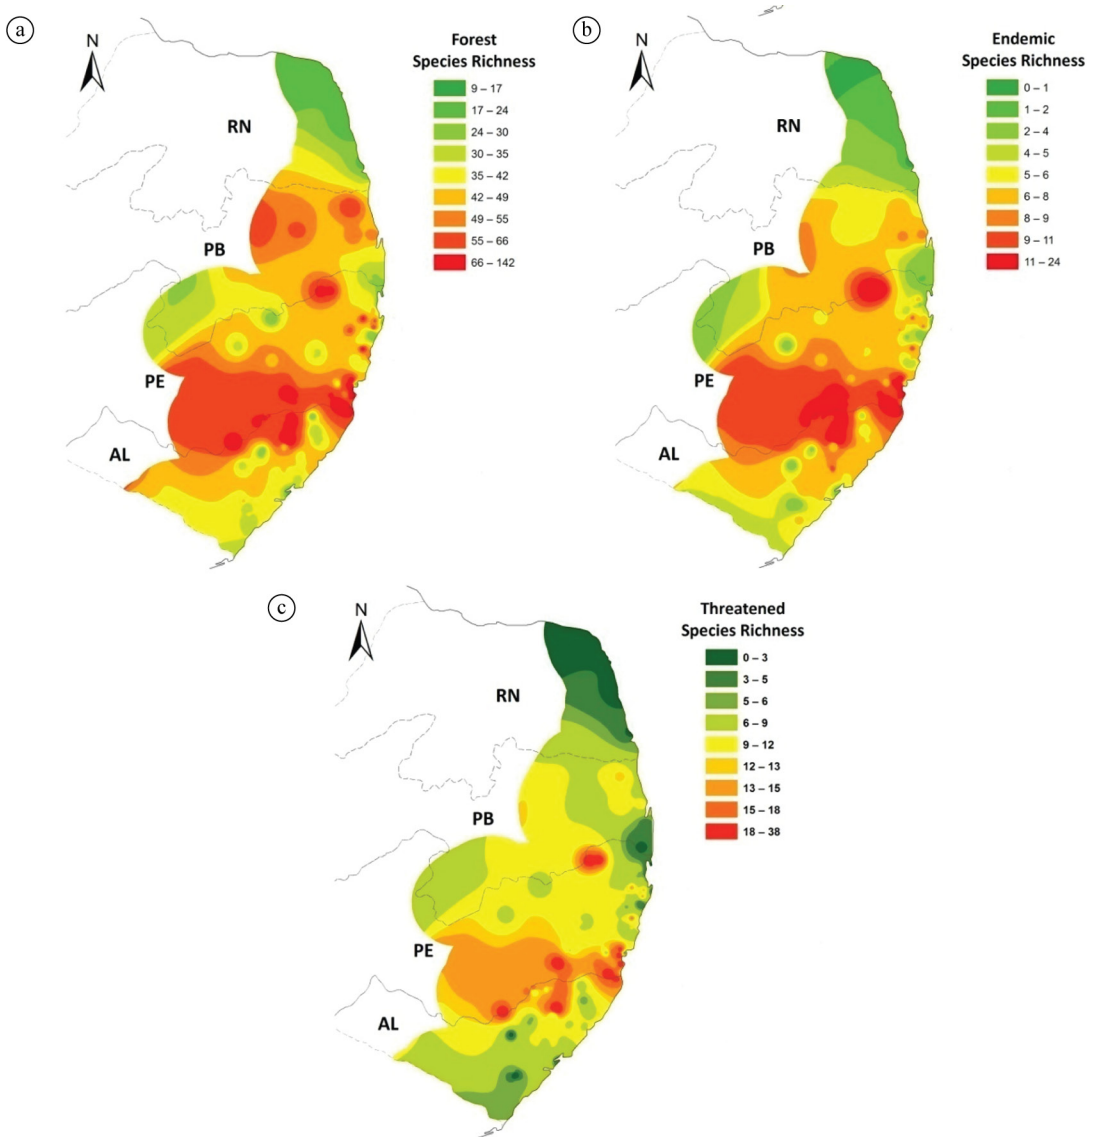 a
N
Forest
Species Richness
9 – 17
17 – 24
24 – 30
30 – 35
35 – 42
42 – 49
49 – 55
55 – 66
66 – 142
RN
PB
PE
AL
b
N
Endemic
Species Richness
0 – 1
1 – 2
2 – 4
4 – 5
5 – 6
6 – 8
8 – 9
9 – 11
11 – 24
RN
PB
PE
AL
c
N
Threatened
Species Richness
0 – 3
3 – 5
5 – 6
6 – 9
9 – 12
12 – 13
13 – 15
15 – 18
18 – 38
RN
PB
PE
AL